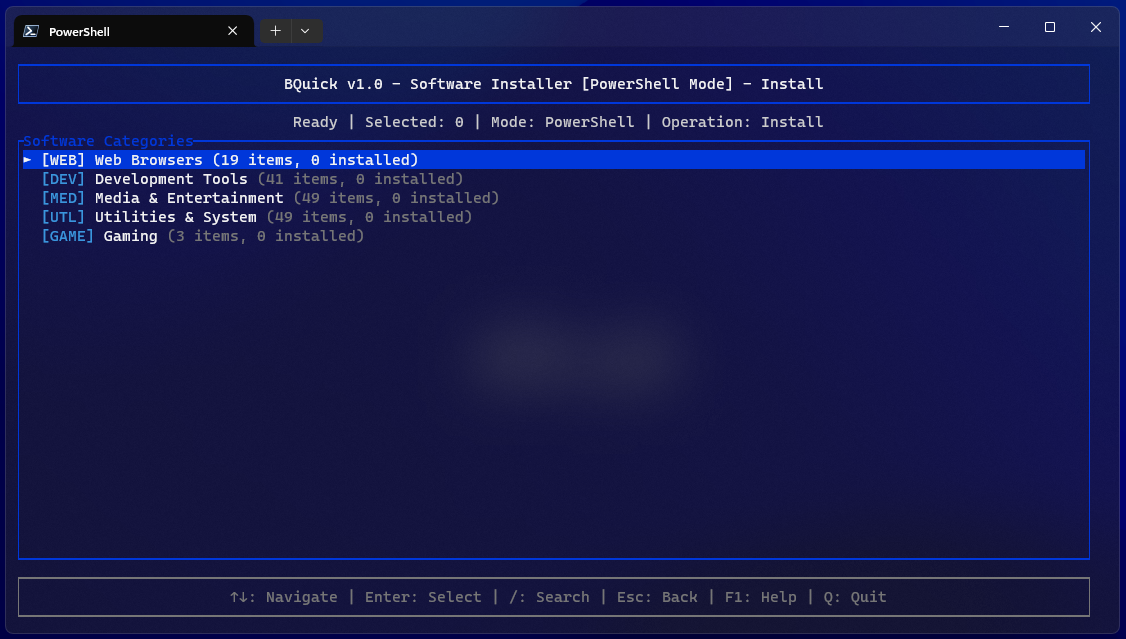 PowerShell
BQuick v1.0 - Software Installer [PowerShell Mode] - Install
Ready | Selected: 0 | Mode: PowerShell | Operation: Install
Software Categories
► [WEB] Web Browsers (19 items, 0 installed)
[DEV] Development Tools (41 items, 0 installed)
[MED] Media & Entertainment (49 items, 0 installed)
[UTL] Utilities & System (49 items, 0 installed)
[GAME] Gaming (3 items, 0 installed)
↑↓: Navigate | Enter: Select | /: Search | Esc: Back | F1: Help | Q: Quit